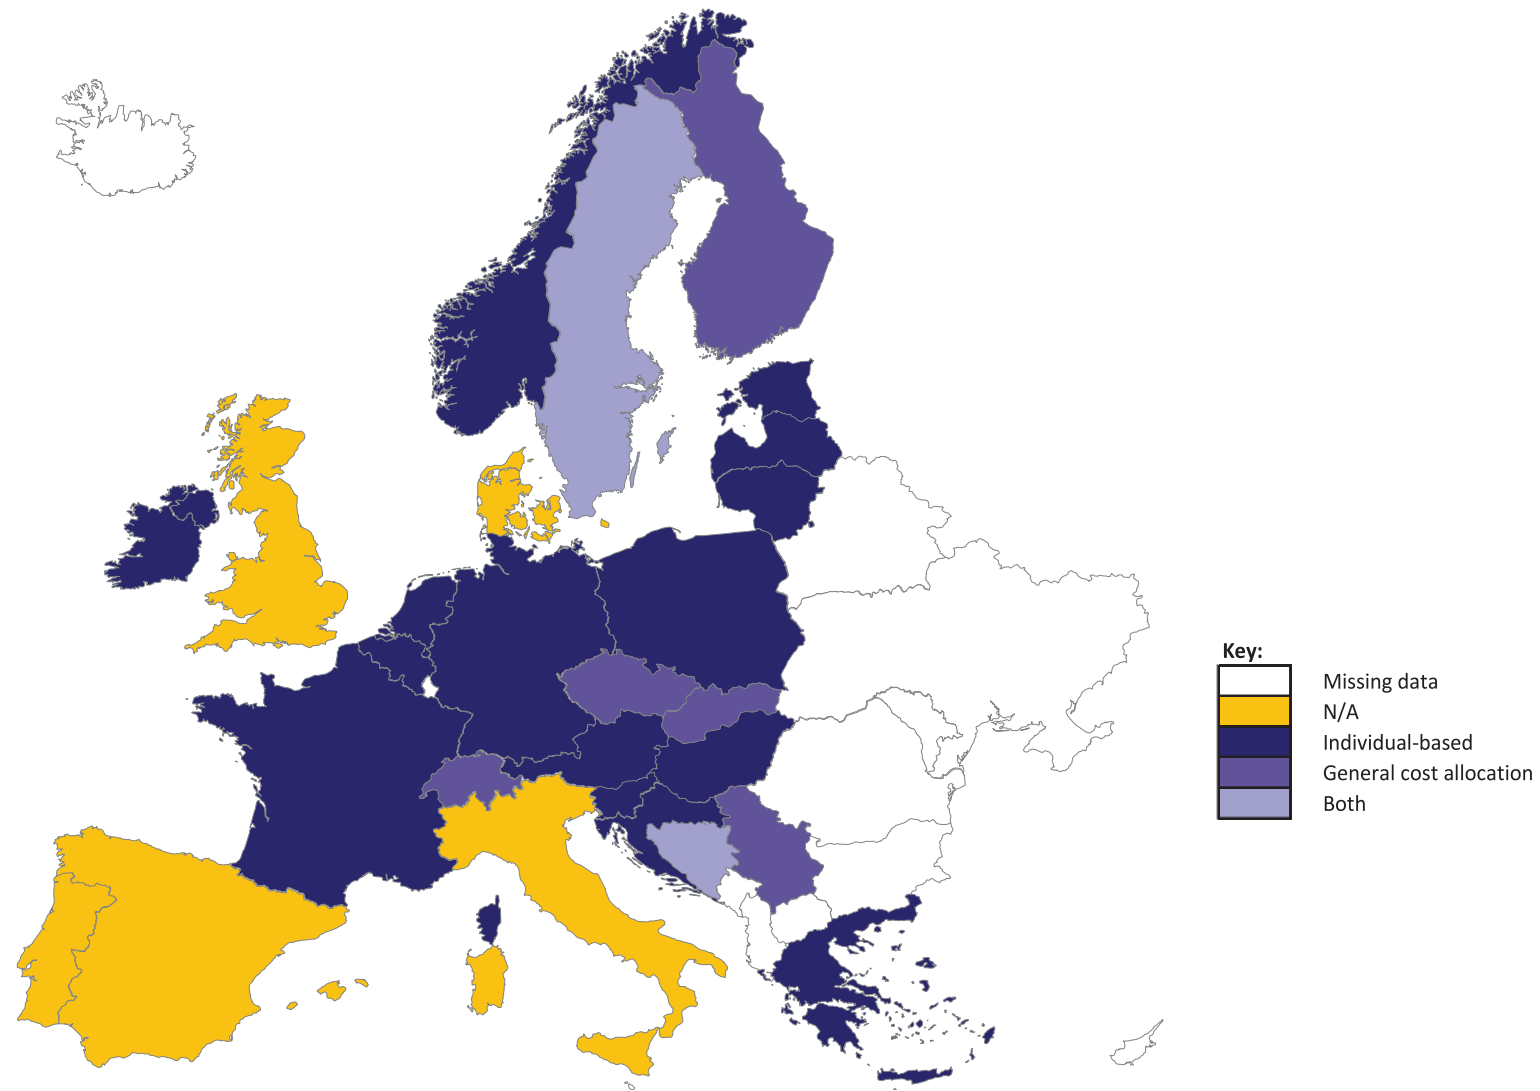 Key:
Missing data
N/A
Individual-based
General cost allocation
Both